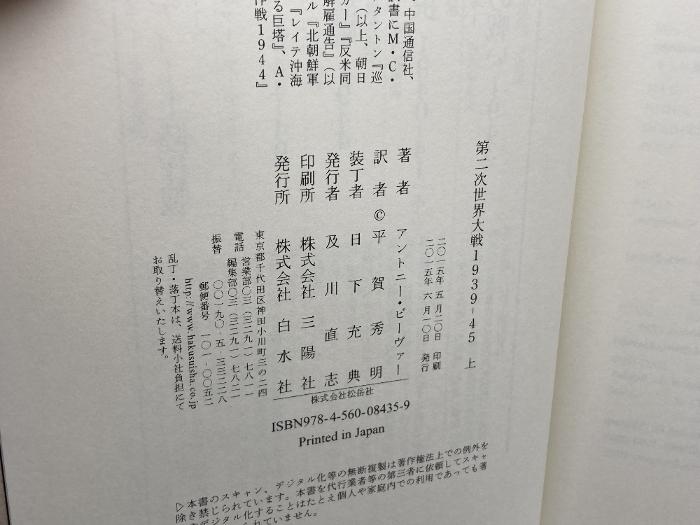 中国通信社、
訳書にM・C・
タントン『巡
（以上、朝日
カー』『反米同
解雇通告』（以
ル『北朝鮮軍
『レイテ沖海
る巨塔』、A・
作戦1944』
第二次世界大戦1939-45 上
二〇一五年 五月二〇日 印刷
二〇一五年 六月一〇日 発行
著者 アントニー・ビーヴァー
訳者 © 平賀秀明
装丁者 日下充典
発行者 及川直志
印刷所 株式会社 三陽社
発行所 株式会社 白水社
東京都千代田区神田小川町三の二四
電話 営業部〇三（三二九一）七八一一
編集部〇三（三二九一）七八二一
振替 〇〇一九〇-五-三三二二八
郵便番号 一〇一-〇〇五二
http://www.hakusuisha.co.jp
乱丁・落丁本は、送料小社負担にて
お取り替えいたします。
株式会社松岳社
ISBN978-4-560-08435-9
Printed in Japan
▷本書のスキャン、デジタル化等の無断複製は著作権法上での例外を
除き禁じられています。本書を代行業者等の第三者に依頼してスキャ
デジタル化することはたとえ個人や家庭内での利用であっても著
られていません。